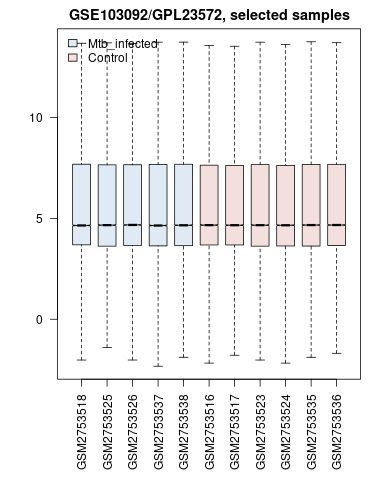 GSE103092/GPL23572, selected samples
Mtb_infected
Control
10
5
0
GSM2753518
GSM2753525
GSM2753526
GSM2753537
GSM2753538
GSM2753516
GSM2753517
GSM2753523
GSM2753524
GSM2753535
GSM2753536